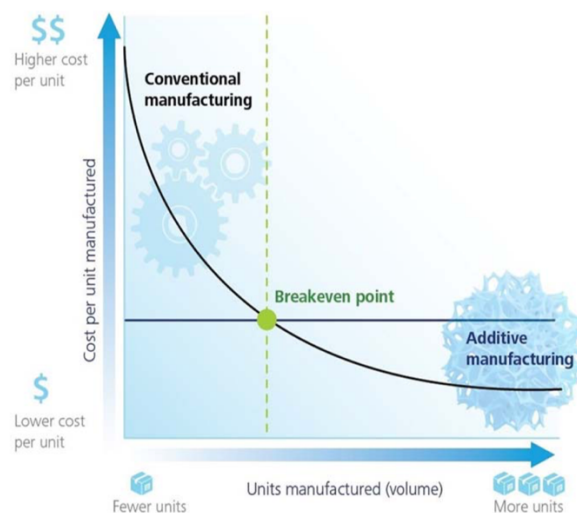 $$
Higher cost
per unit
Conventional
manufacturing
Cost per unit manufactured
Breakeven point
Additive
manufacturing
$
Lower cost
per unit
Units manufactured (volume)
Fewer units
More units